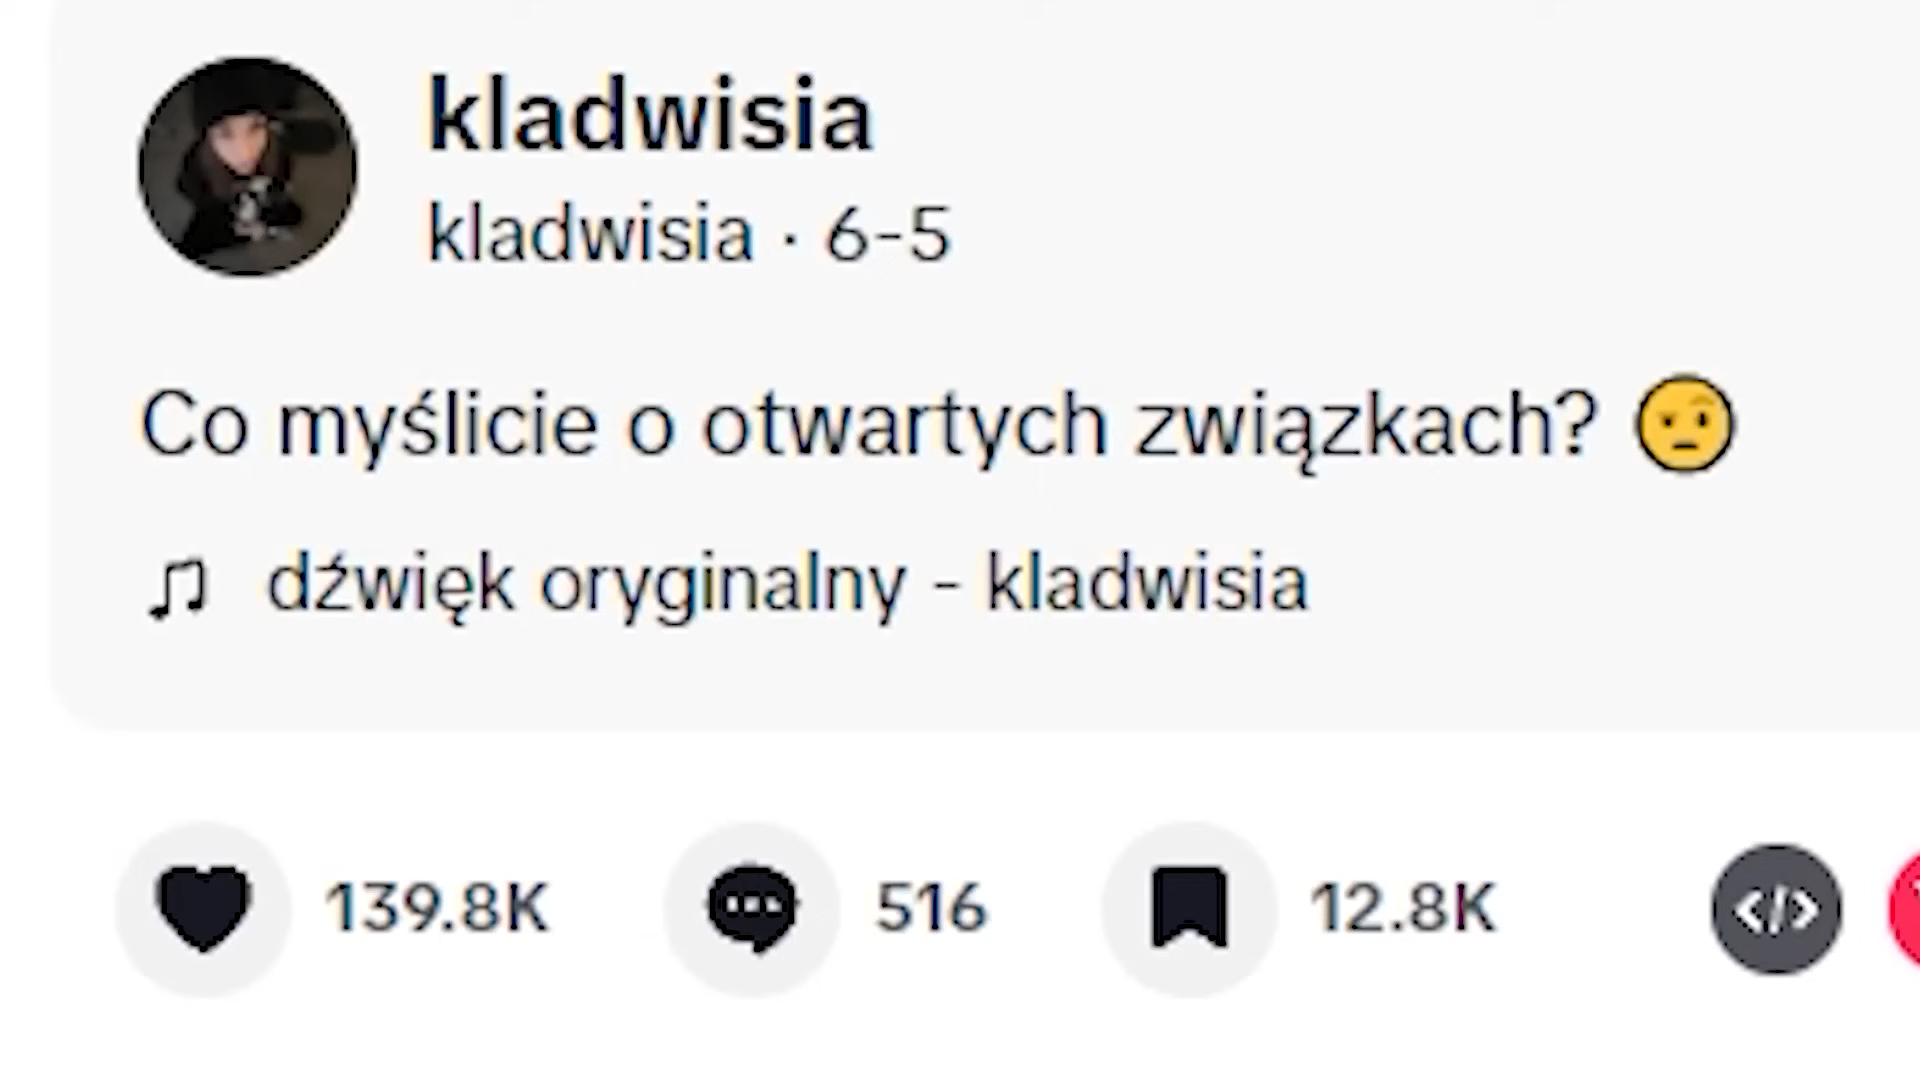 kladwisia
kladwisia · 6-5
Co myślicie o otwartych związkach? 🤨
dźwięk oryginalny - kladwisia
139.8K 516 12.8K